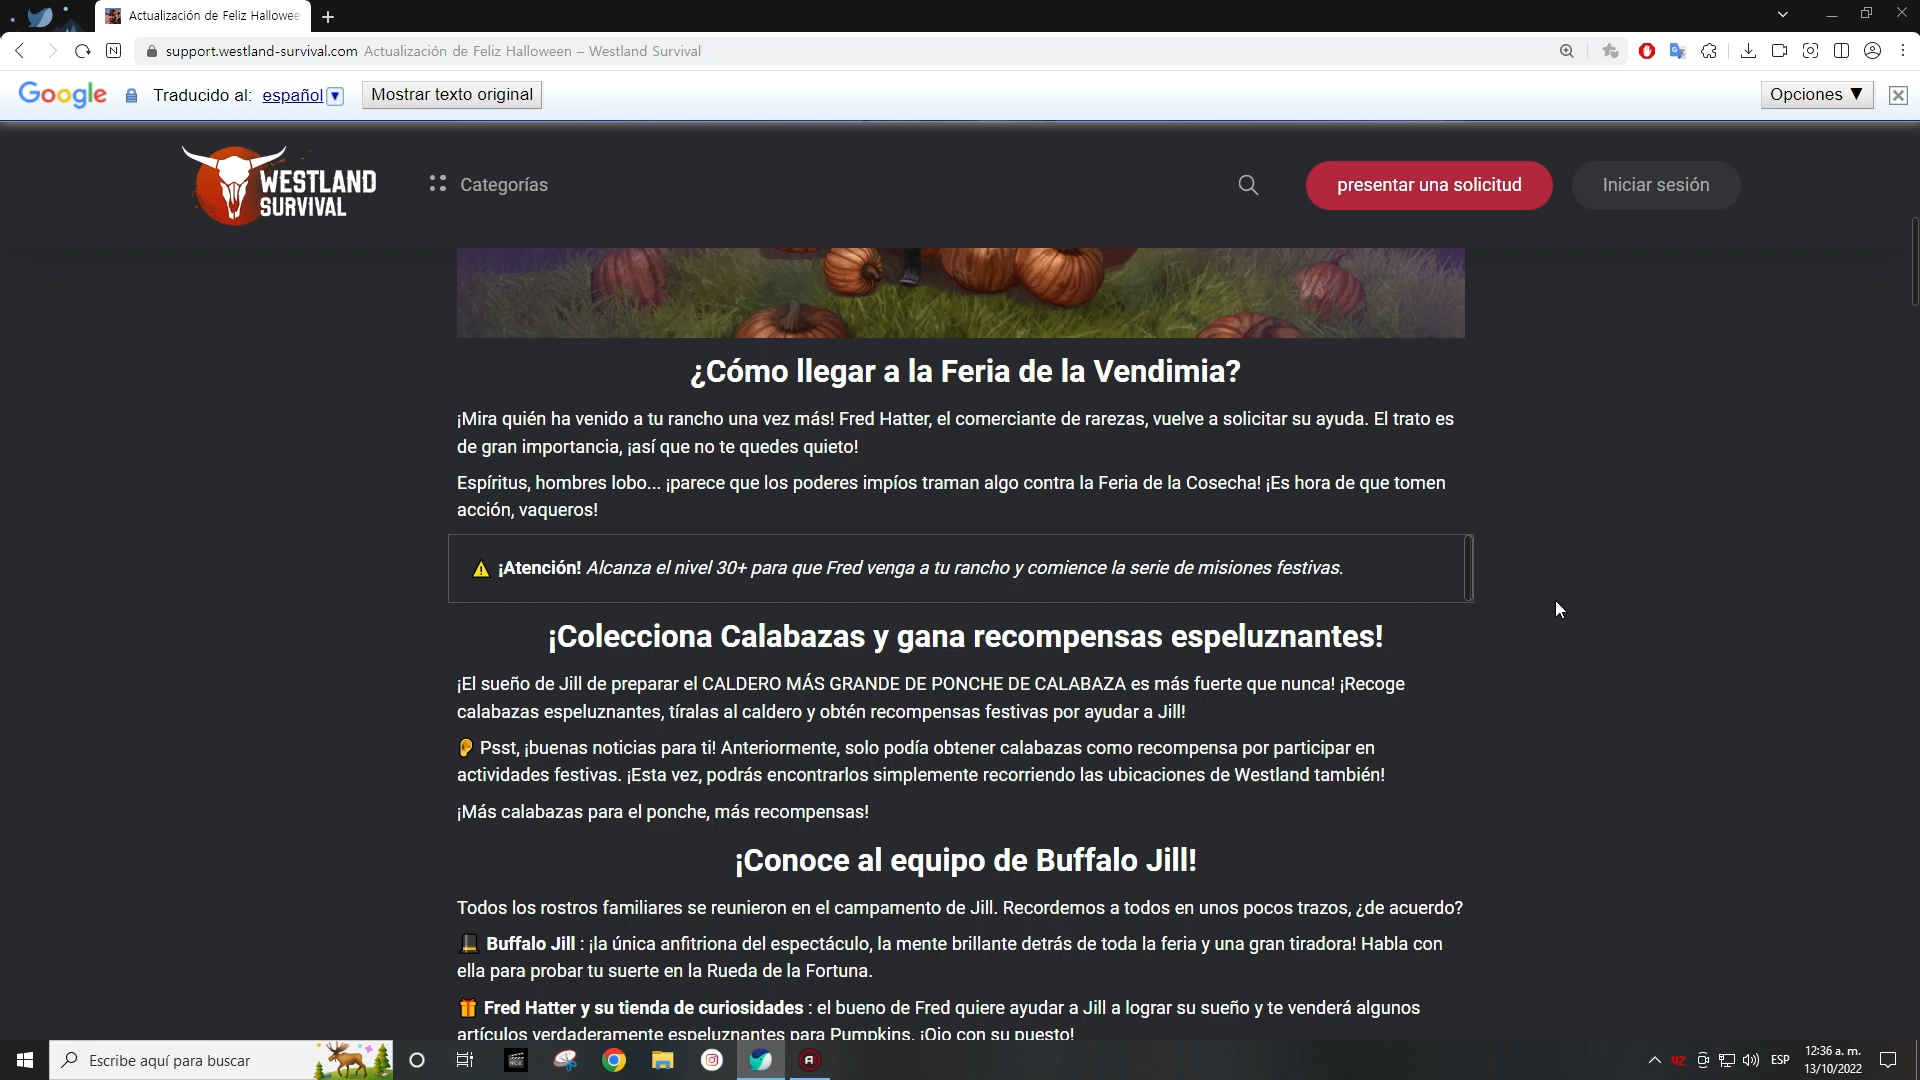 Actualización de Feliz Hallowee
support.westland-survival.com Actualización de Feliz Halloween – Westland Survival
Google Traducido al: español Mostrar texto original Opciones ▼
WESTLAND
SURVIVAL
Categorías
presentar una solicitud
Iniciar sesión
¿Cómo llegar a la Feria de la Vendimia?
¡Mira quién ha venido a tu rancho una vez más! Fred Hatter, el comerciante de rarezas, vuelve a solicitar su ayuda. El trato es
de gran importancia, ¡así que no te quedes quieto!
Espíritus, hombres lobo... ¡parece que los poderes impíos traman algo contra la Feria de la Cosecha! ¡Es hora de que tomen
acción, vaqueros!
⚠ ¡Atención! Alcanza el nivel 30+ para que Fred venga a tu rancho y comience la serie de misiones festivas.
¡Colecciona Calabazas y gana recompensas espeluznantes!
¡El sueño de Jill de preparar el CALDERO MÁS GRANDE DE PONCHE DE CALABAZA es más fuerte que nunca! ¡Recoge
calabazas espeluznantes, tíralas al caldero y obtén recompensas festivas por ayudar a Jill!
👂 Psst, ¡buenas noticias para ti! Anteriormente, solo podía obtener calabazas como recompensa por participar en
actividades festivas. ¡Esta vez, podrás encontrarlos simplemente recorriendo las ubicaciones de Westland también!
¡Más calabazas para el ponche, más recompensas!
¡Conoce al equipo de Buffalo Jill!
Todos los rostros familiares se reunieron en el campamento de Jill. Recordemos a todos en unos pocos trazos, ¿de acuerdo?
🎩 Buffalo Jill : ¡la única anfitriona del espectáculo, la mente brillante detrás de toda la feria y una gran tiradora! Habla con
ella para probar tu suerte en la Rueda de la Fortuna.
🎁 Fred Hatter y su tienda de curiosidades : el bueno de Fred quiere ayudar a Jill a lograr su sueño y te venderá algunos
artículos verdaderamente espeluznantes para Pumpkins. ¡Ojo con su puesto!
Escribe aquí para buscar
ESP
12:36 a. m.
13/10/2022